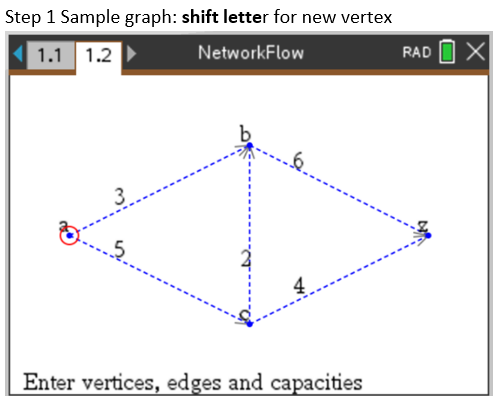 Step 1 Sample graph: shift letter for new vertex
1.1 1.2 NetworkFlow RAD
b
6
3
a
z
5
2
4
c
Enter vertices, edges and capacities